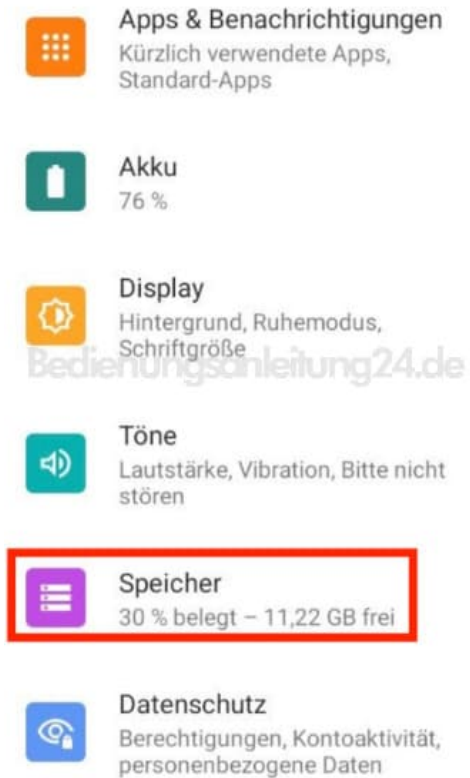 Apps & Benachrichtigungen
Kürzlich verwendete Apps,
Standard-Apps
Akku
76 %
Display
Hintergrund, Ruhemodus,
Schriftgröße
Bedienungsanleitung24.de
Töne
Lautstärke, Vibration, Bitte nicht
stören
Speicher
30 % belegt – 11,22 GB frei
Datenschutz
Berechtigungen, Kontoaktivität,
personenbezogene Daten